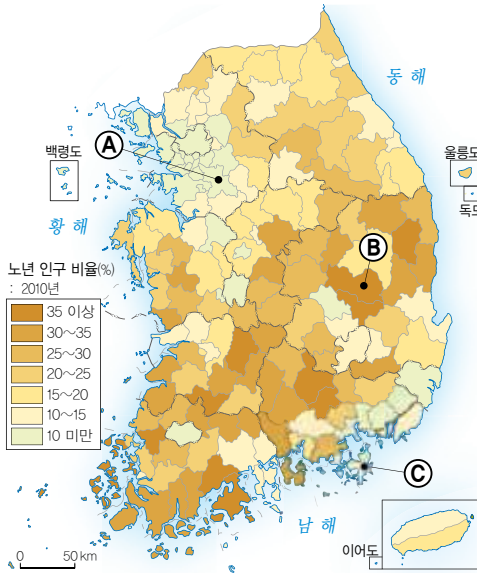 동 해
백령도
A
울릉도
독도
황 해
B
노년 인구 비율(%)
: 2010년
35 이상
30~35
25~30
20~25
15~20
10~15
10 미만
C
남 해
이어도
0 50 km